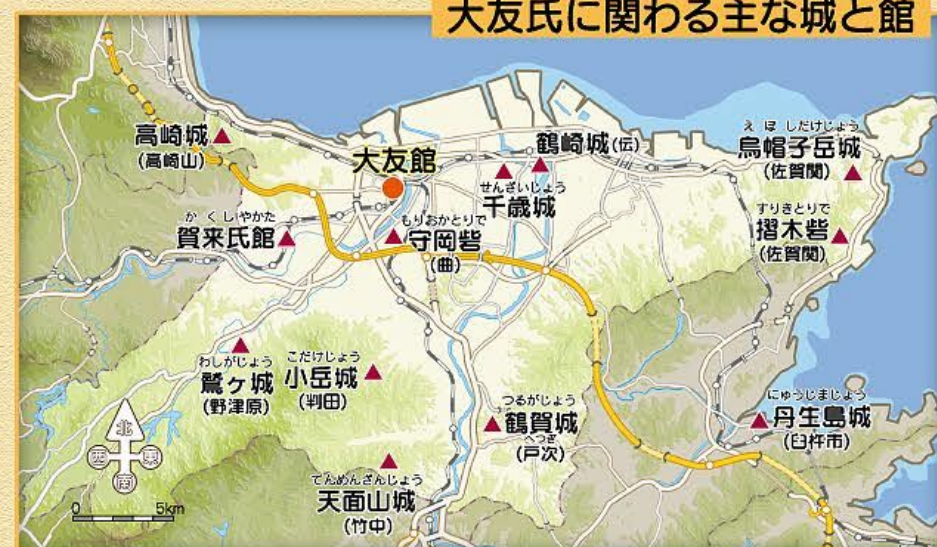 大友氏に関わる主な城と館
高崎城
(高崎山)
大友館
鶴崎城(伝)
せんざいじょう
千歳城
えぼしだけじょう
烏帽子岳城
(佐賀関)
かくしやかた
賀来氏館
もりおかとりで
守岡砦
(曲)
すりきとりで
摺木砦
(佐賀関)
わしがじょう
鷲ヶ城
(野津原)
こだけじょう
小岳城
(判田)
つるがじょう
鶴賀城
へつぎ
(戸次)
にゅうじまじょう
丹生島城
(臼杵市)
てんめんざんじょう
天面山城
(竹中)
北
西 東
南
0 5km